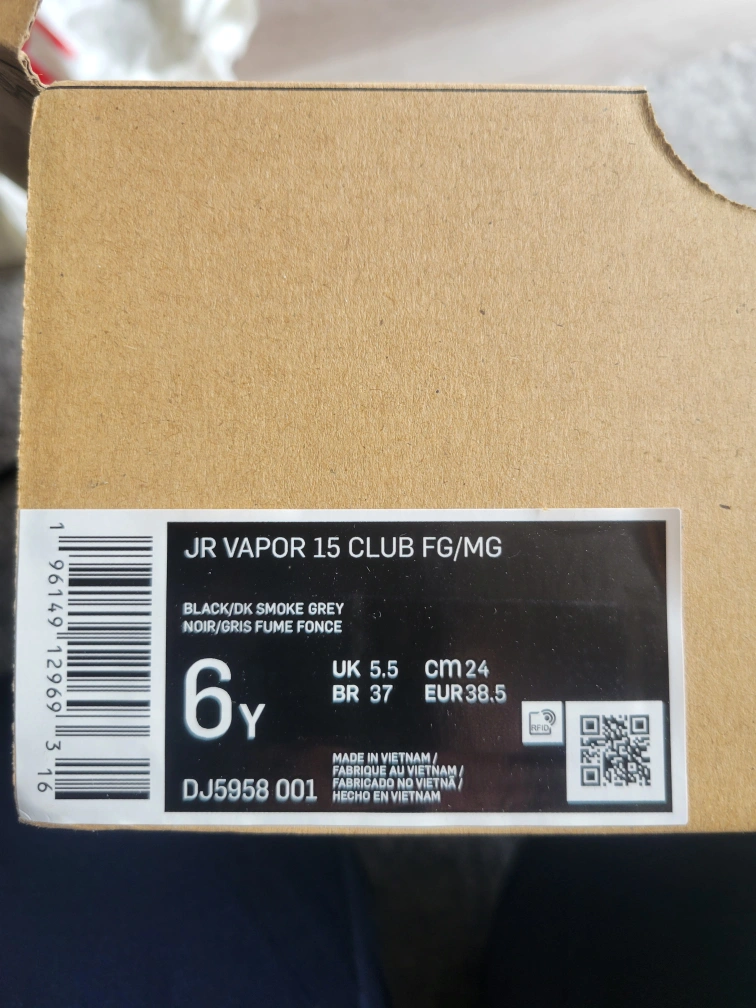 JR VAPOR 15 CLUB FG/MG
BLACK/DK SMOKE GREY
NOIR/GRIS FUME FONCE
6Y
UK 5.5 cm 24
BR 37 EUR 38.5
RFID
DJ5958 001
MADE IN VIETNAM /
FABRIQUE AU VIETNAM /
FABRICADO NO VIETNÃ /
HECHO EN VIETNAM
1 96149 12969 3 16